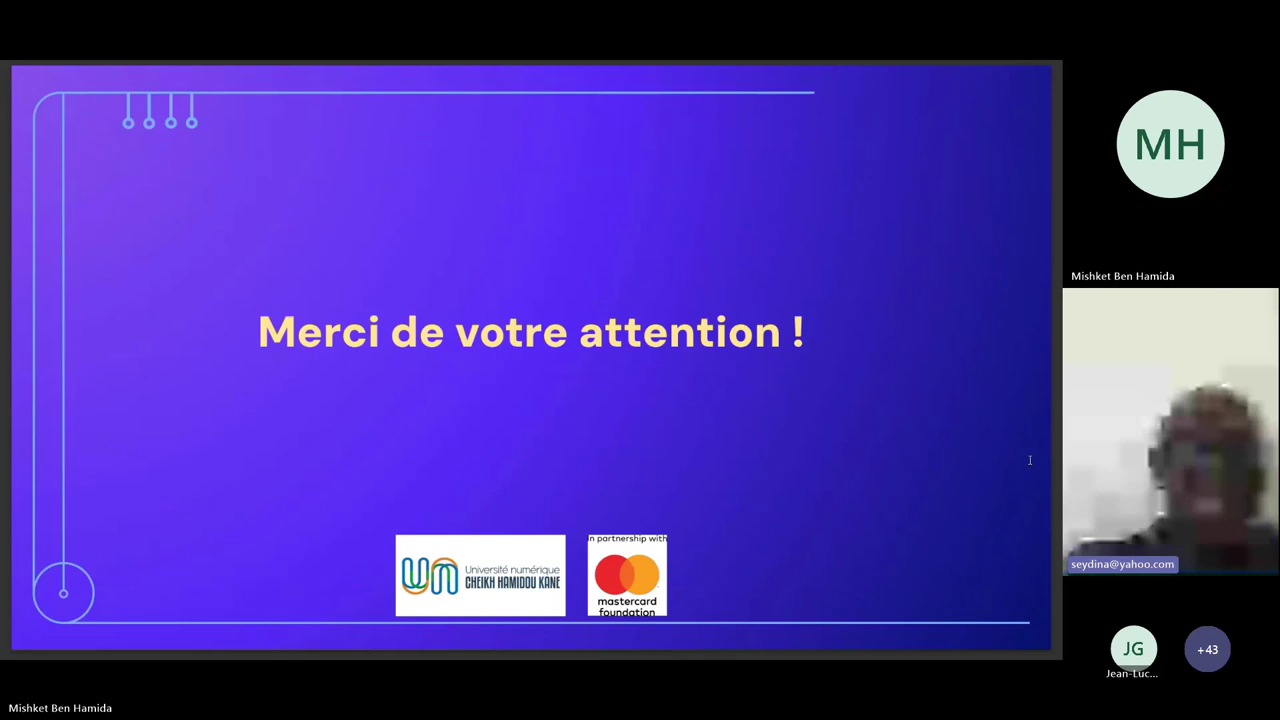 MH
Mishket Ben Hamida
Merci de votre attention !
seydina@yahoo.com
In partnership with
Université numérique
CHEIKH HAMIDOU KANE
mastercard
foundation
JG
+43
Jean-Luc...
Mishket Ben Hamida